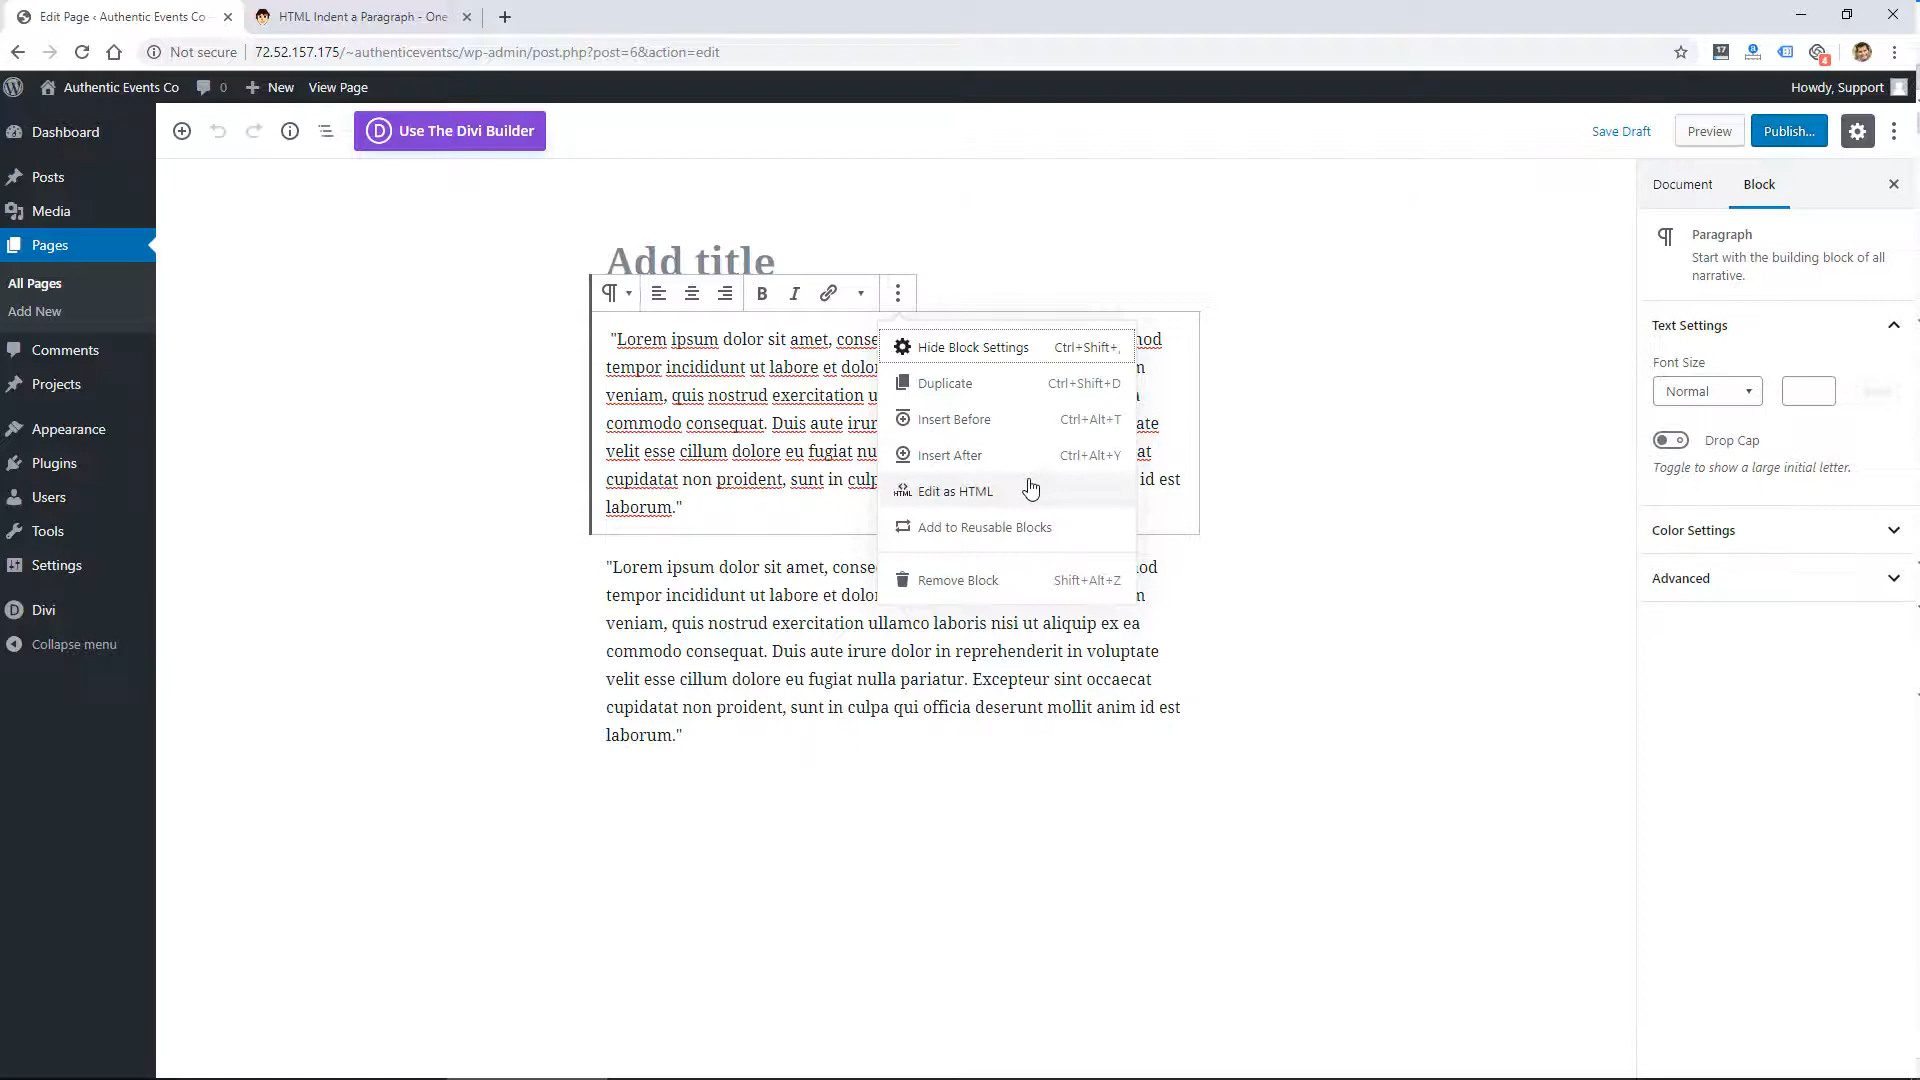 Edit Page ‹ Authentic Events Co
HTML Indent a Paragraph - One
Not secure
72.52.157.175/~authenticeventsc/wp-admin/post.php?post=6&action=edit
17
4
Authentic Events Co
0
New
View Page
Howdy, Support
Dashboard
Posts
Media
Pages
All Pages
Add New
Comments
Projects
Appearance
Plugins
Users
Tools
Settings
D Divi
Collapse menu
D Use The Divi Builder
Save Draft
Preview
Publish...
Add title
B I
"Lorem ipsum dolor sit amet, conse
mod
tempor incididunt ut labore et dolor
m
veniam, quis nostrud exercitation u
a
commodo consequat. Duis aute irur
ate
velit esse cillum dolore eu fugiat nu
at
cupidatat non proident, sunt in culp
id est
laborum."
Hide Block Settings Ctrl+Shift+,
Duplicate Ctrl+Shift+D
Insert Before Ctrl+Alt+T
Insert After Ctrl+Alt+Y
HTML Edit as HTML
Add to Reusable Blocks
Remove Block Shift+Alt+Z
"Lorem ipsum dolor sit amet, conse
od
tempor incididunt ut labore et dolor
m
veniam, quis nostrud exercitation ullamco laboris nisi ut aliquip ex ea
commodo consequat. Duis aute irure dolor in reprehenderit in voluptate
velit esse cillum dolore eu fugiat nulla pariatur. Excepteur sint occaecat
cupidatat non proident, sunt in culpa qui officia deserunt mollit anim id est
laborum."
Document
Block
Paragraph
Start with the building block of all
narrative.
Text Settings
Font Size
Normal
Drop Cap
Toggle to show a large initial letter.
Color Settings
Advanced